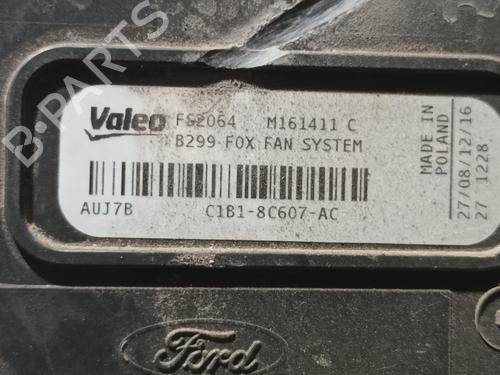 B-PARTS
Valeo FS2064 M161411 C
B299 FOX FAN SYSTEM
AUJ7B C1B1-8C607-AC
MADE IN
POLAND
27/08/12/16
27 1228
Ford